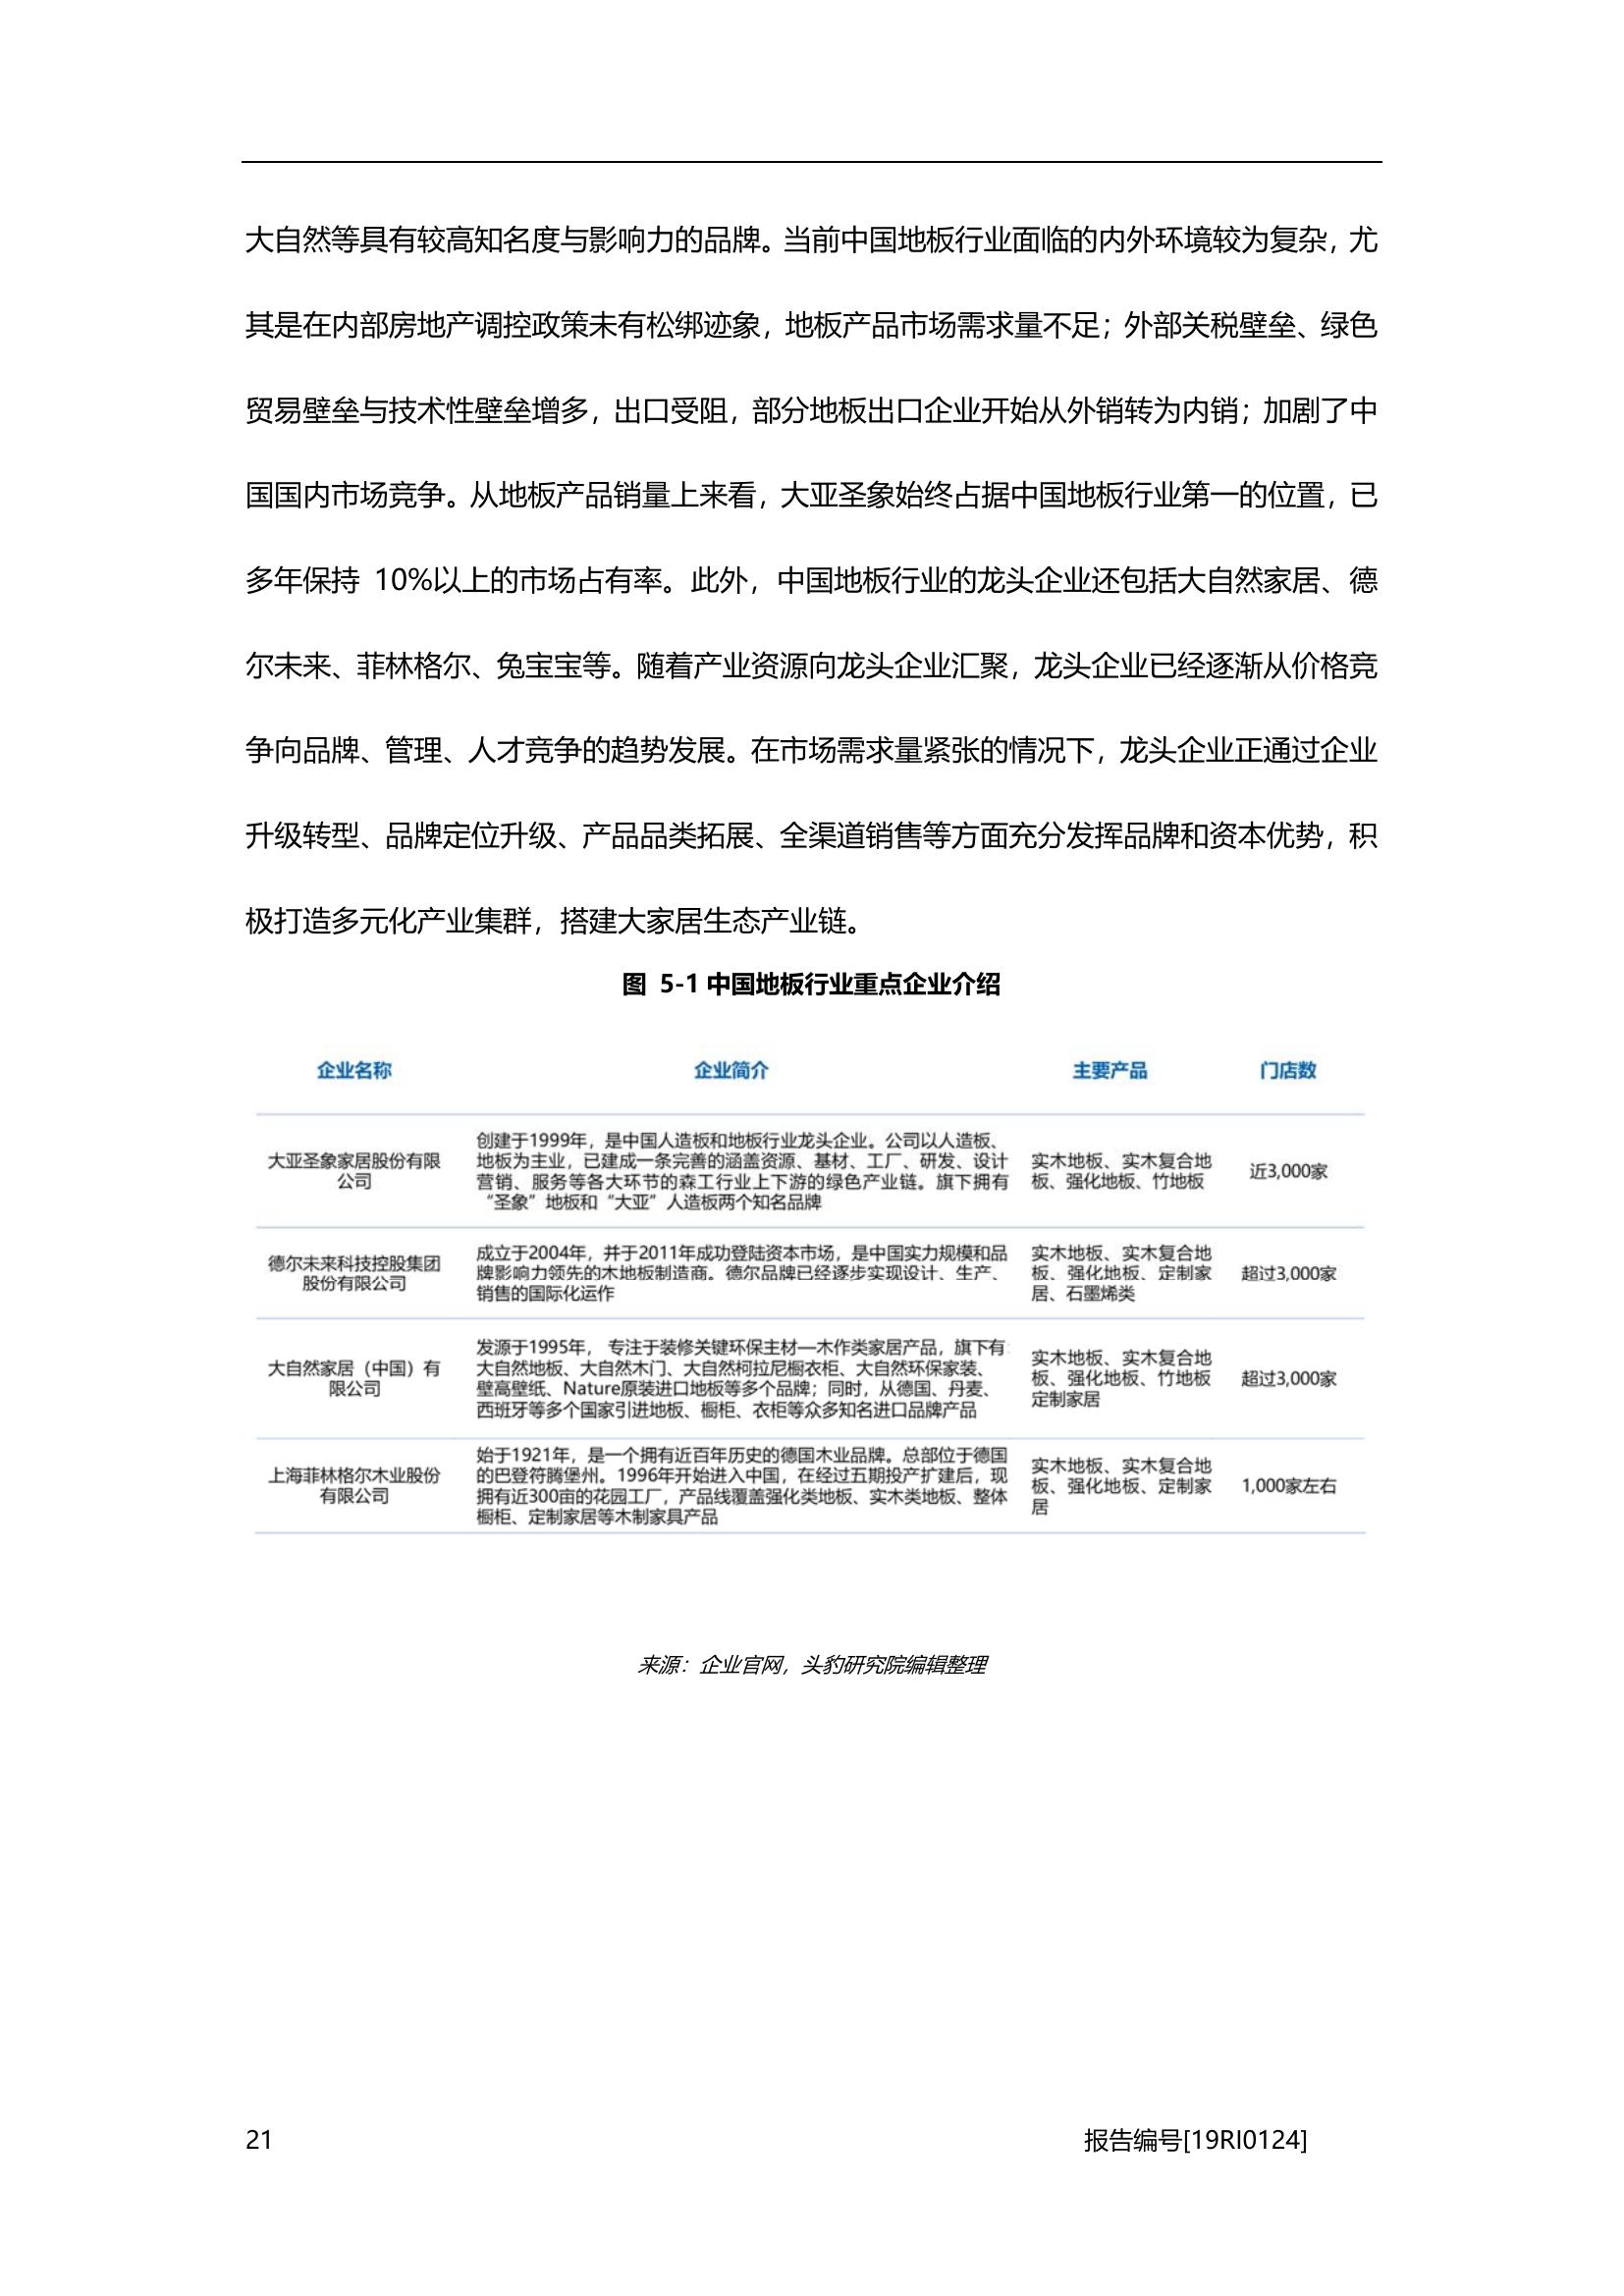 大自然等具有较高知名度与影响力的品牌。当前中国地板行业面临的内外环境较为复杂，尤
其是在内部房地产调控政策未有松绑迹象，地板产品市场需求量不足；外部关税壁垒、绿色
贸易壁垒与技术性壁垒增多，出口受阻，部分地板出口企业开始从外销转为内销；加剧了中
国国内市场竞争。从地板产品销量上来看，大亚圣象始终占据中国地板行业第一的位置，已
多年保持 10%以上的市场占有率。此外，中国地板行业的龙头企业还包括大自然家居、德
尔未来、菲林格尔、兔宝宝等。随着产业资源向龙头企业汇聚，龙头企业已经逐渐从价格竞
争向品牌、管理、人才竞争的趋势发展。在市场需求量紧张的情况下，龙头企业正通过企业
升级转型、品牌定位升级、产品品类拓展、全渠道销售等方面充分发挥品牌和资本优势，积
极打造多元化产业集群，搭建大家居生态产业链。
图 5-1 中国地板行业重点企业介绍
企业名称 企业简介 主要产品 门店数
大亚圣象家居股份有限
公司
创建于1999年，是中国人造板和地板行业龙头企业。公司以人造板、
地板为主业，已建成一条完善的涵盖资源、基材、工厂、研发、设计
营销、服务等各大环节的森工行业上下游的绿色产业链。旗下拥有
“圣象”地板和“大亚”人造板两个知名品牌
实木地板、实木复合地
板、强化地板、竹地板
近3,000家
德尔未来科技控股集团
股份有限公司
成立于2004年，并于2011年成功登陆资本市场，是中国实力规模和品
牌影响力领先的木地板制造商。德尔品牌已经逐步实现设计、生产、
销售的国际化运作
实木地板、实木复合地
板、强化地板、定制家
居、石墨烯类
超过3,000家
大自然家居（中国）有
限公司
发源于1995年， 专注于装修关键环保主材—木作类家居产品，旗下有
大自然地板、大自然木门、大自然柯拉尼橱衣柜、大自然环保家装、
壁高壁纸、Nature原装进口地板等多个品牌；同时，从德国、丹麦、
西班牙等多个国家引进地板、橱柜、衣柜等众多知名进口品牌产品
实木地板、实木复合地
板、强化地板、竹地板
定制家居
超过3,000家
上海菲林格尔木业股份
有限公司
始于1921年，是一个拥有近百年历史的德国木业品牌。总部位于德国
的巴登符腾堡州。1996年开始进入中国，在经过五期投产扩建后，现
拥有近300亩的花园工厂，产品线覆盖强化类地板、实木类地板、整体
橱柜、定制家居等木制家具产品
实木地板、实木复合地
板、强化地板、定制家
居
1,000家左右
来源：企业官网，头豹研究院编辑整理
21 报告编号[19RI0124]